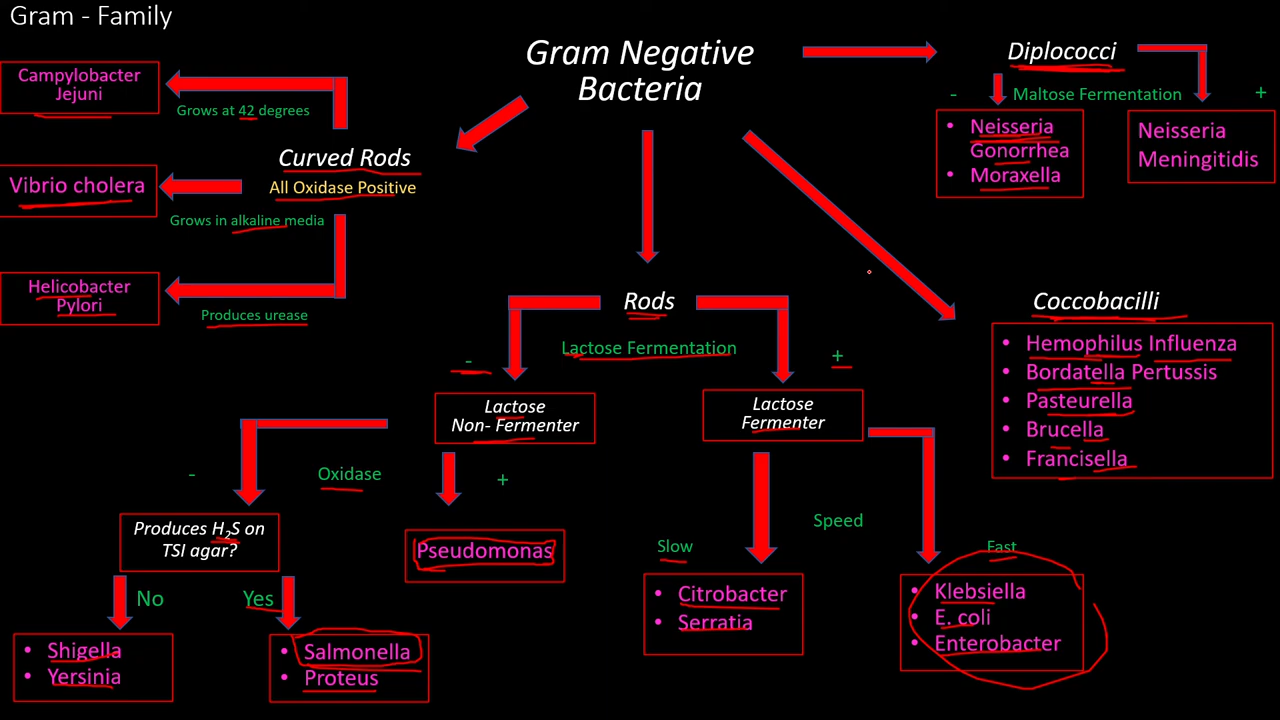 Gram - Family
Gram Negative
Bacteria
Diplococci
-
Maltose Fermentation
+
• Neisseria
Gonorrhea
• Moraxella
Neisseria
Meningitidis
Campylobacter
Jejuni
Grows at 42 degrees
Curved Rods
All Oxidase Positive
Vibrio cholera
Grows in alkaline media
Helicobacter
Pylori
Produces urease
Rods
Lactose Fermentation
-
+
Coccobacilli
• Hemophilus Influenza
• Bordatella Pertussis
• Pasteurella
• Brucella
• Francisella
Lactose
Non- Fermenter
Lactose
Fermenter
-
Oxidase
+
Produces H₂S on
TSI agar?
Pseudomonas
No
Yes
• Shigella
• Yersinia
• Salmonella
• Proteus
Speed
Slow
Fast
• Citrobacter
• Serratia
• Klebsiella
• E. coli
• Enterobacter